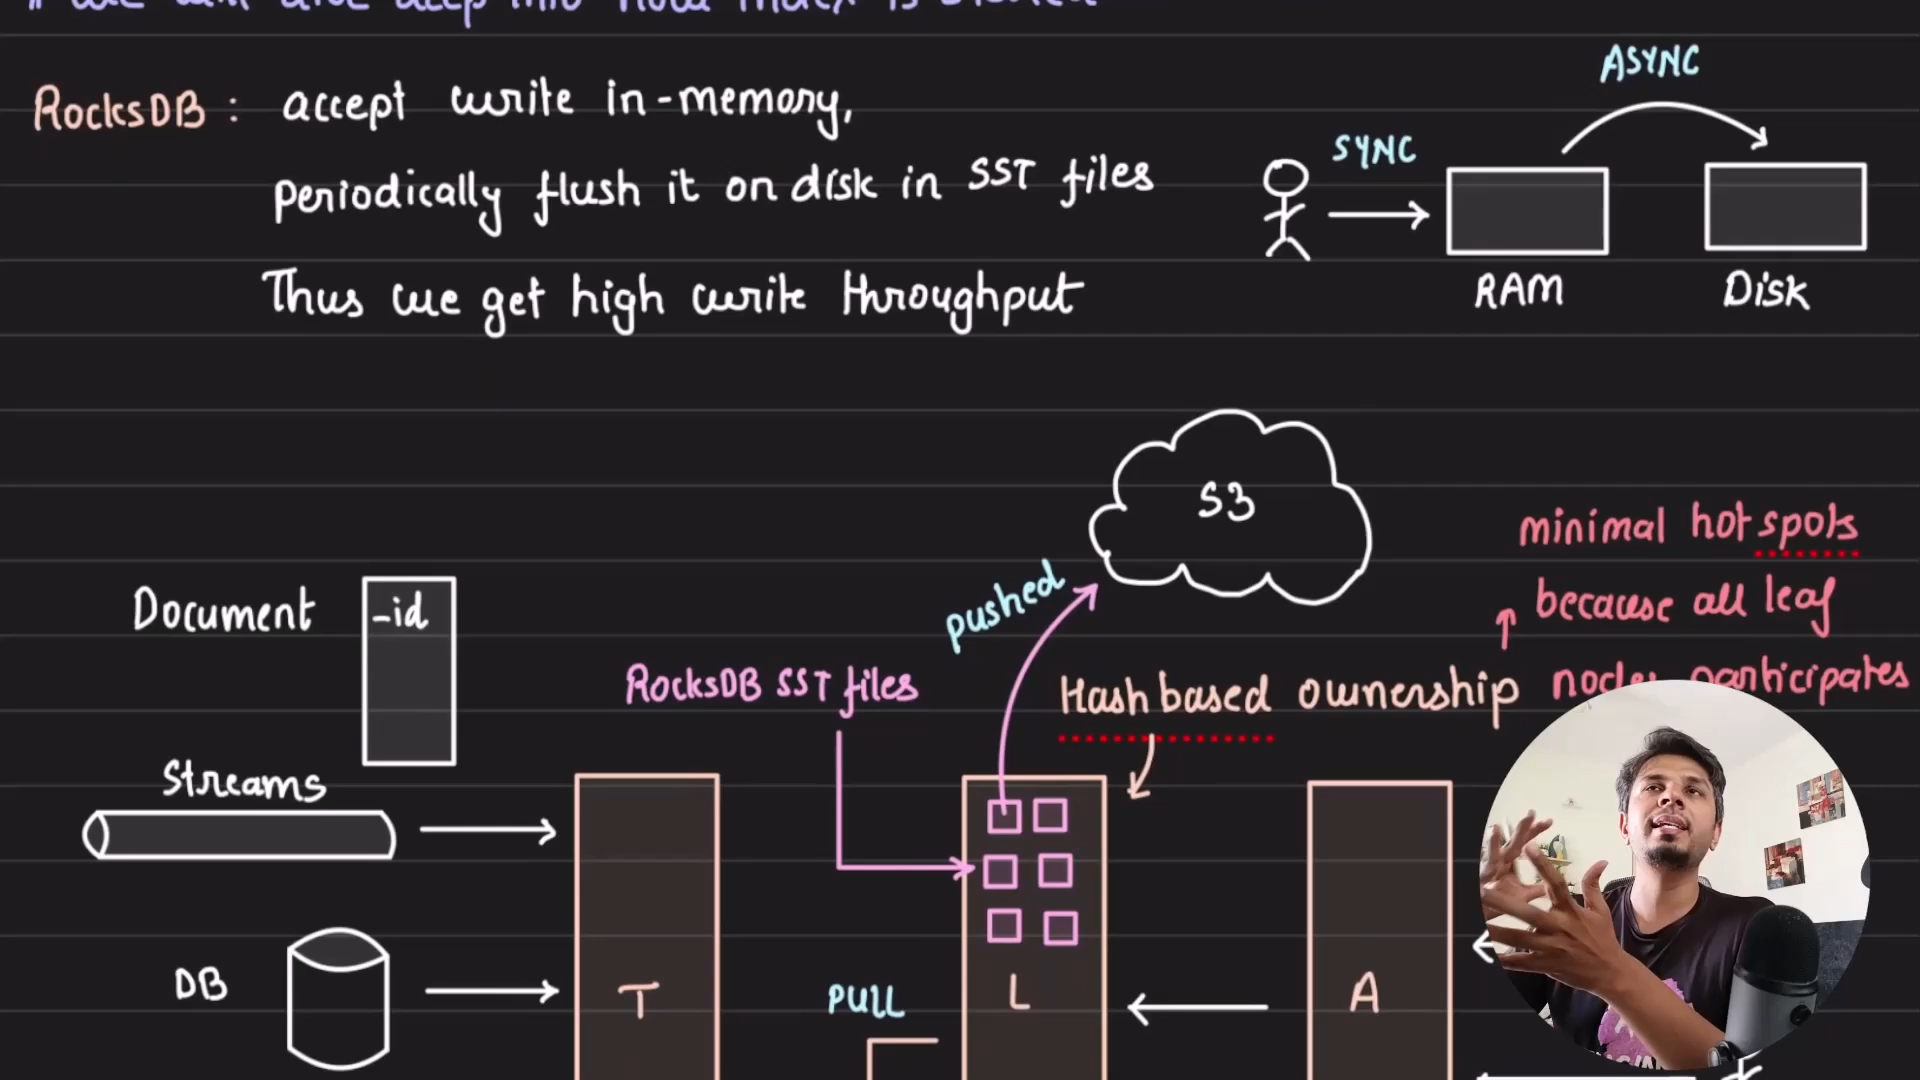 RocksDB : accept write in-memory,
periodically flush it on disk in SST files
Thus we get high write throughput
ASYNC
SYNC
RAM
Disk
S3
pushed
minimal hot spots
because all leaf
nodes participates
Hash based ownership
RocksDB SST files
Document
_id
Streams
DB
T
PULL
L
A